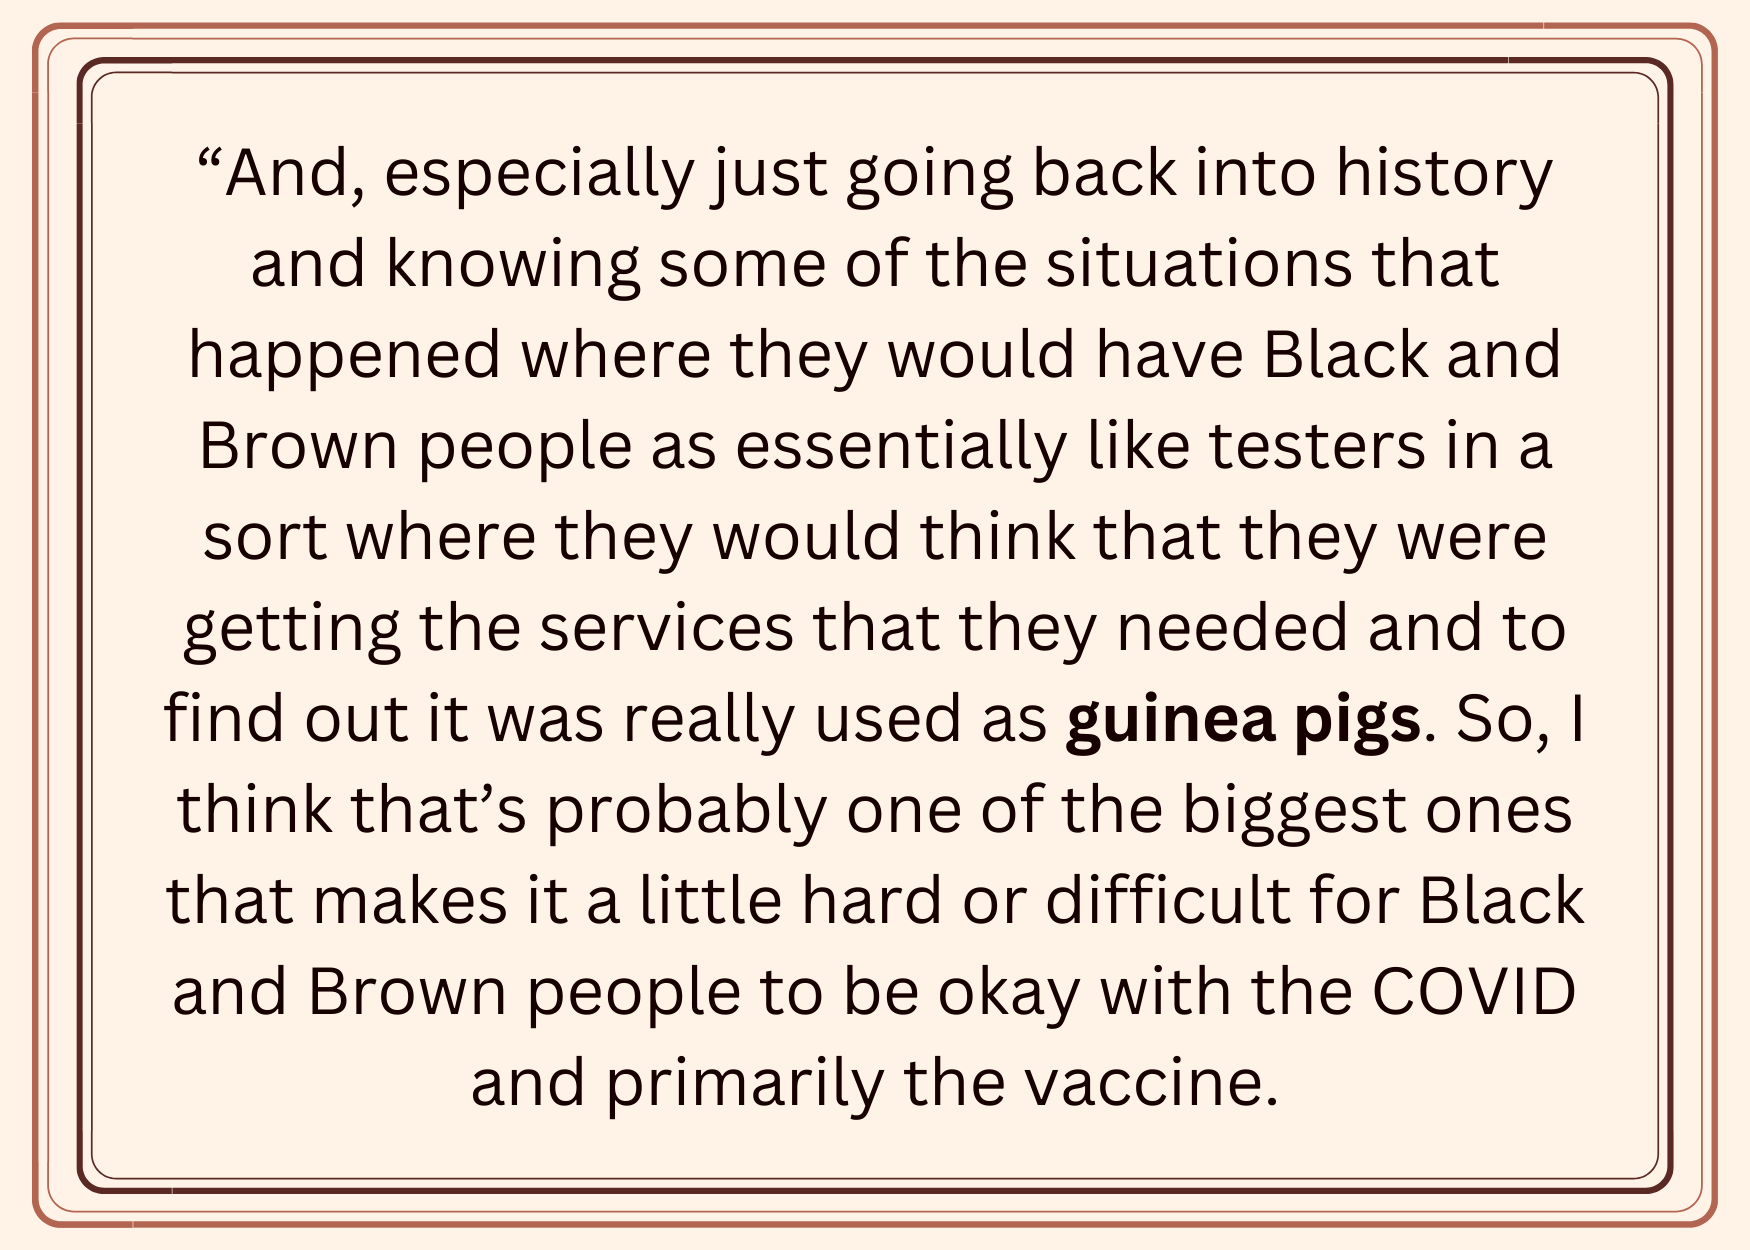 “And, especially just going back into history
and knowing some of the situations that
happened where they would have Black and
Brown people as essentially like testers in a
sort where they would think that they were
getting the services that they needed and to
find out it was really used as guinea pigs. So, I
think that’s probably one of the biggest ones
that makes it a little hard or difficult for Black
and Brown people to be okay with the COVID
and primarily the vaccine.